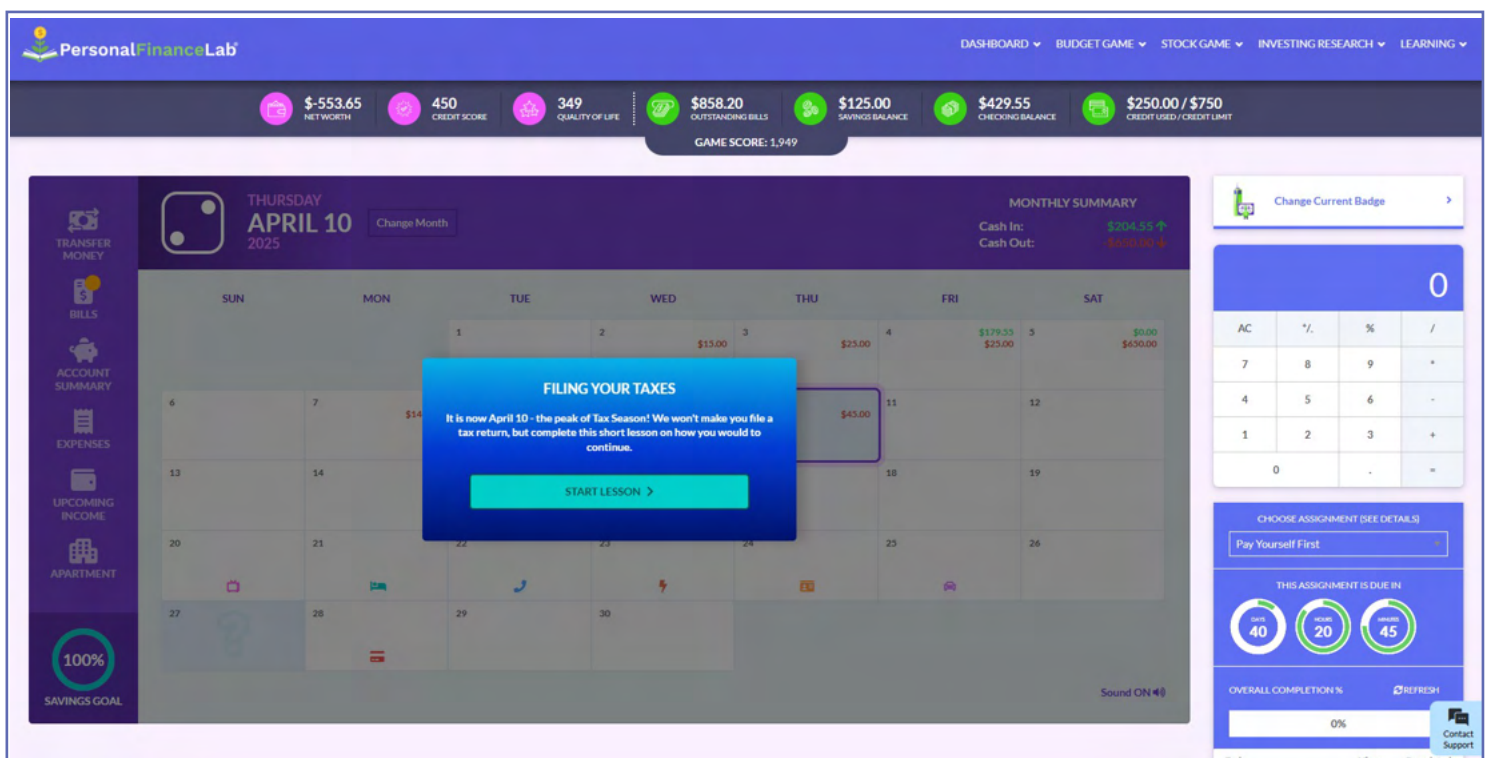 PersonalFinanceLab
DASHBOARD BUDGET GAME STOCK GAME INVESTING RESEARCH LEARNING
$-553.65 450 349 $858.20 $125.00 $429.55 $250.00 / $750
NET WORTH CREDIT SCORE QUALITY OF LIFE OUTSTANDING BILLS SAVINGS BALANCE CHECKING BALANCE CREDIT USED / CREDIT LIMIT
GAME SCORE: 1,949
TRANSFER
MONEY
BILLS
ACCOUNT
SUMMARY
EXPENSES
UPCOMING
INCOME
APARTMENT
100%
SAVINGS GOAL
THURSDAY
APRIL 10
2025
Change Month
MONTHLY SUMMARY
Cash In: $204.55
Cash Out: -$650.00
SUN MON TUE WED THU FRI SAT
1 2 3 4 $179.55 5 $0.00
$15.00 $25.00 $25.00 $650.00
6 7 11 12
$14 $45.00
FILING YOUR TAXES
It is now April 10 - the peak of Tax Season! We won't make you file a
tax return, but complete this short lesson on how you would to
continue.
START LESSON >
13 14 18 19
20 21 22 23 24 25 26
27 28 29 30
Sound ON
Change Current Badge >
0
AC % /
7 8 9 *
4 5 6 -
1 2 3 +
0 . =
CHOOSE ASSIGNMENT (SEE DETAILS)
Pay Yourself First
THIS ASSIGNMENT IS DUE IN
DAYS HOURS MINUTES
40 20 45
OVERALL COMPLETION % REFRESH
0%
Contact
Support